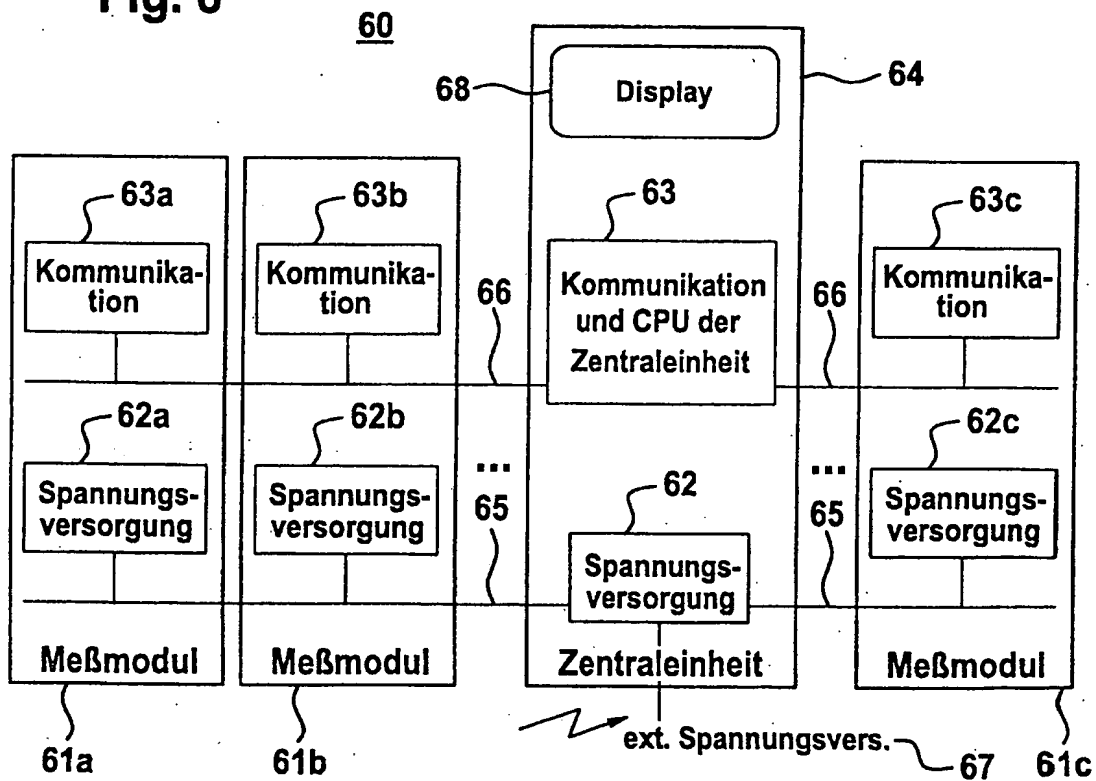 Fig. 6
60
68
Display
64
63a
Kommunika-
tion
63b
Kommunika-
tion
66
63
Kommunikation
und CPU der
Zentraleinheit
66
63c
Kommunika-
tion
62a
Spannungs-
versorgung
62b
Spannungs-
versorgung
...
65
62
Spannungs-
versorgung
...
65
62c
Spannungs-
versorgung
Meßmodul
Meßmodul
Zentraleinheit
Meßmodul
61a
61b
ext. Spannungsvers.
67
61c